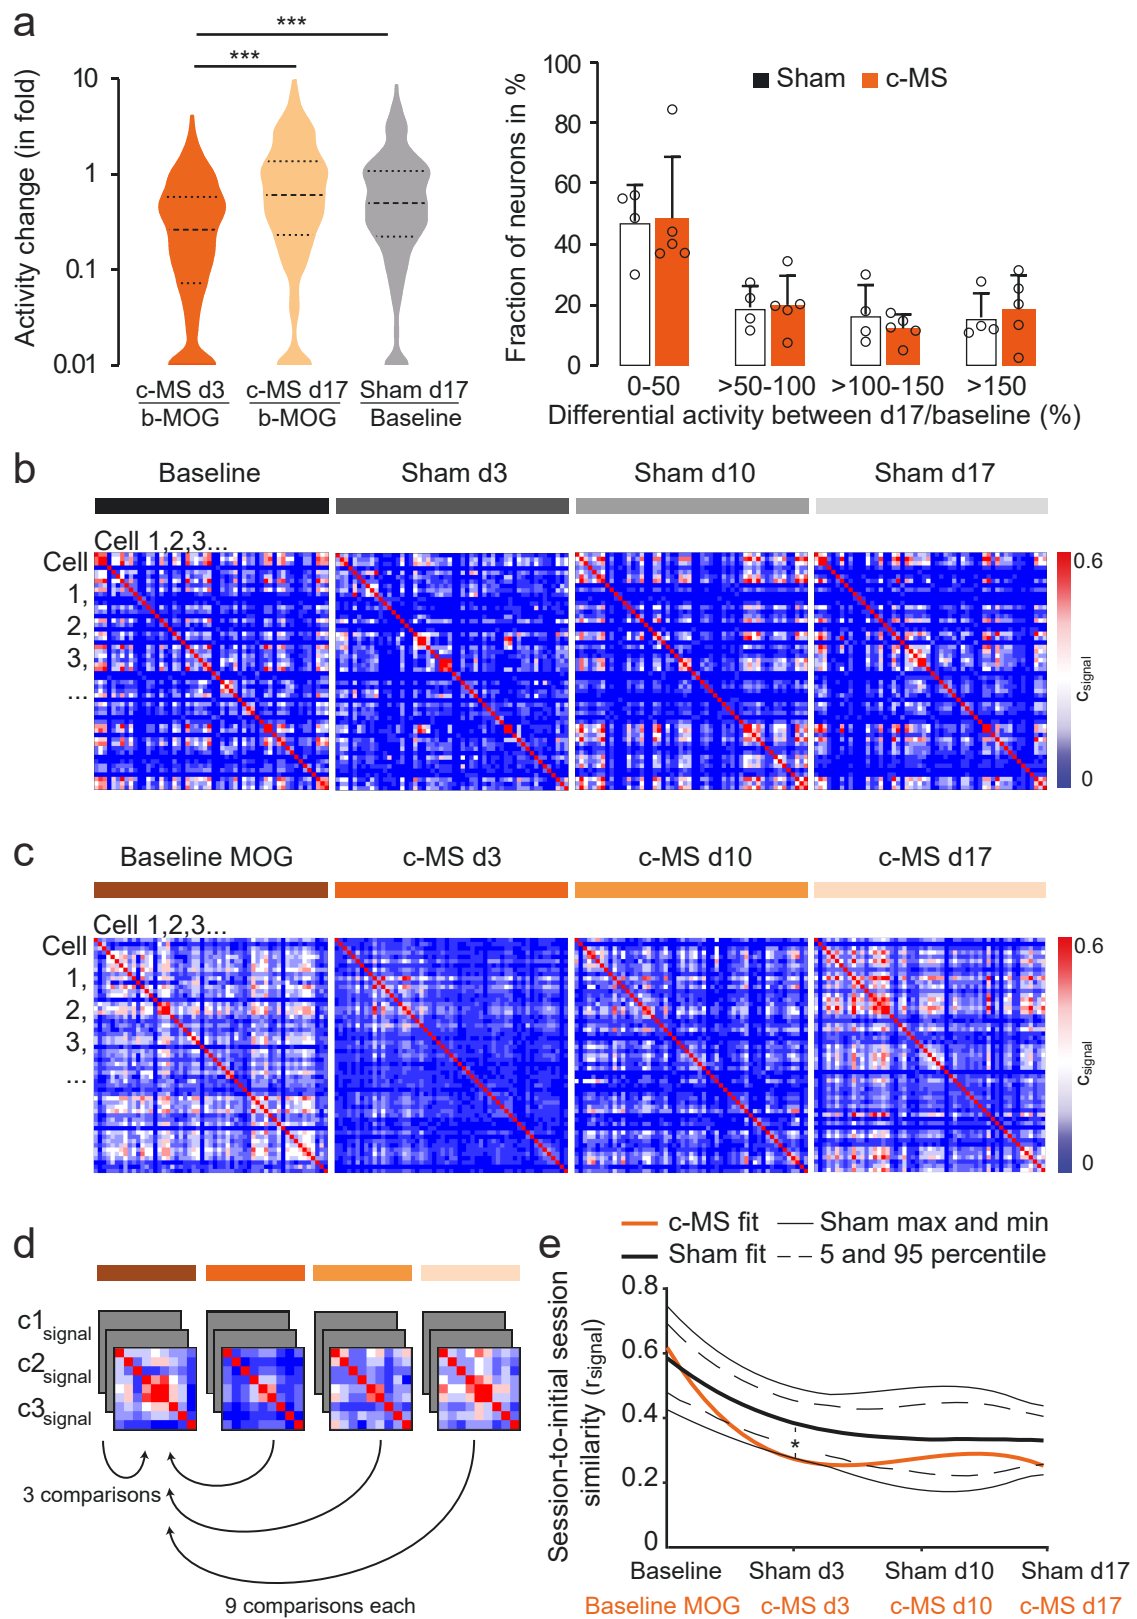 a
***
***
Activity change (in fold)
10
1
0.1
0.01
c-MS d3
b-MOG
c-MS d17
b-MOG
Sham d17
Baseline
Fraction of neurons in %
100
80
60
40
20
0
Sham c-MS
0-50 >50-100 >100-150 >150
Differential activity between d17/baseline (%)
b
Baseline Sham d3 Sham d10 Sham d17
Cell 1,2,3...
Cell
1,
2,
3,
...
0.6
csignal
0
c
Baseline MOG c-MS d3 c-MS d10 c-MS d17
Cell 1,2,3...
Cell
1,
2,
3,
...
0.6
csignal
0
d
c1signal
c2signal
c3signal
3 comparisons
9 comparisons each
e
c-MS fit Sham max and min
Sham fit 5 and 95 percentile
Session-to-initial session
similarity (rsignal)
0.8
0.6
0.4
0.2
0
*
Baseline Sham d3 Sham d10 Sham d17
Baseline MOG c-MS d3 c-MS d10 c-MS d17